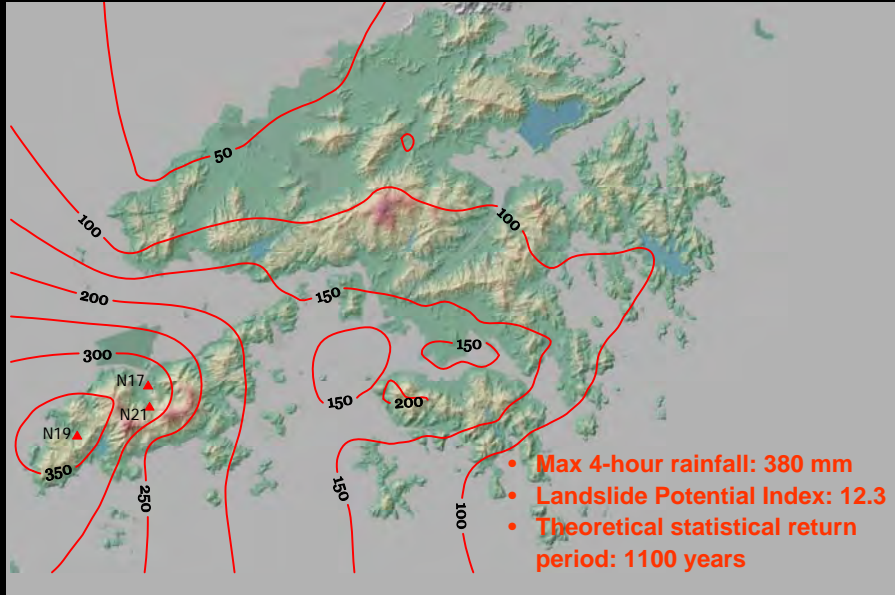 50
100
100
200
150
300
150
N17
150
200
N21
N19
350
250
150
100
• Max 4-hour rainfall: 380 mm
• Landslide Potential Index: 12.3
• Theoretical statistical return
period: 1100 years